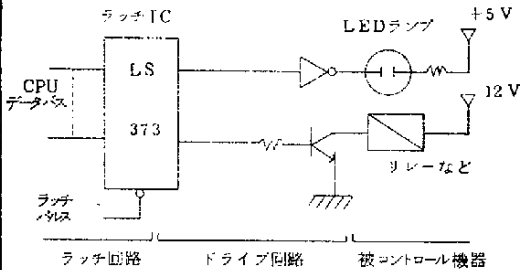 ラッチIC
LEDランプ
+5V
LS
373
CPU
データバス
12V
リレーなど
ラッチ
パルス
ラッチ回路
ドライブ回路
被コントロール機器